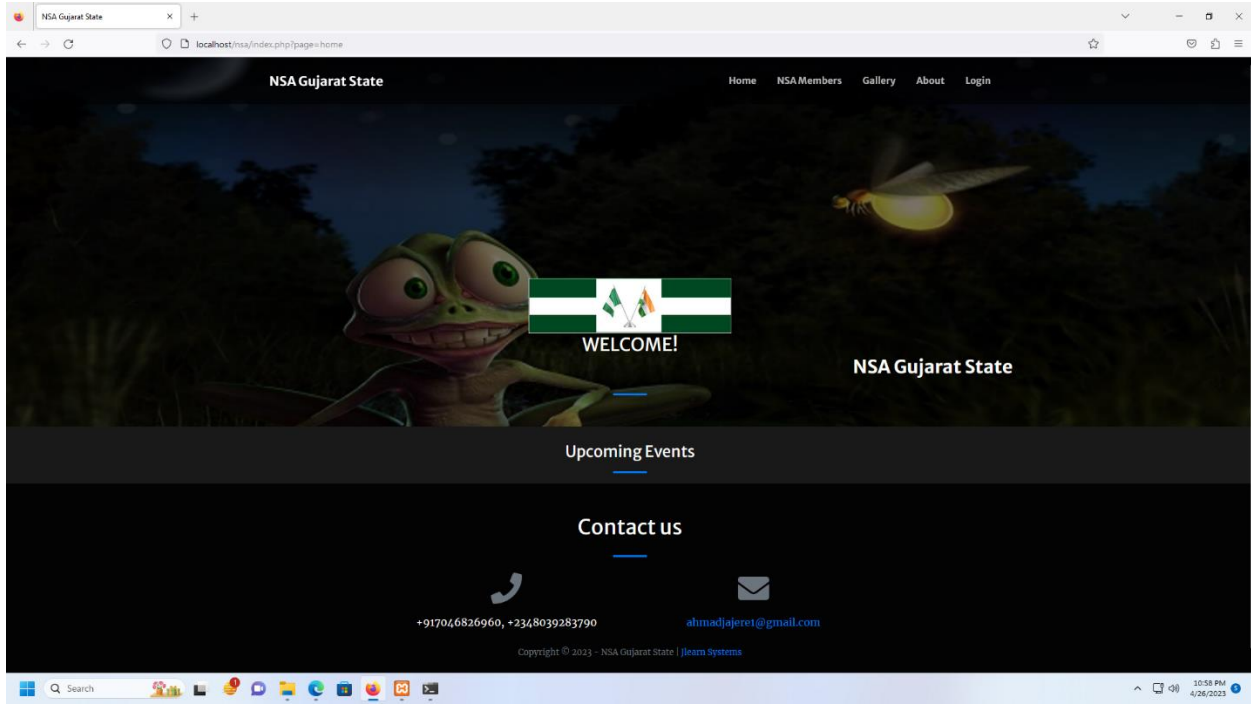 NSA Gujarat State
localhost/nsa/index.php?page=home
NSA Gujarat State
Home NSA Members Gallery About Login
WELCOME!
NSA Gujarat State
Upcoming Events
Contact us
+917046826960, +2348039283790 ahmadjajere1@gmail.com
Copyright © 2023 - NSA Gujarat State | Jlearn Systems
Search
10:58 PM
4/26/2023